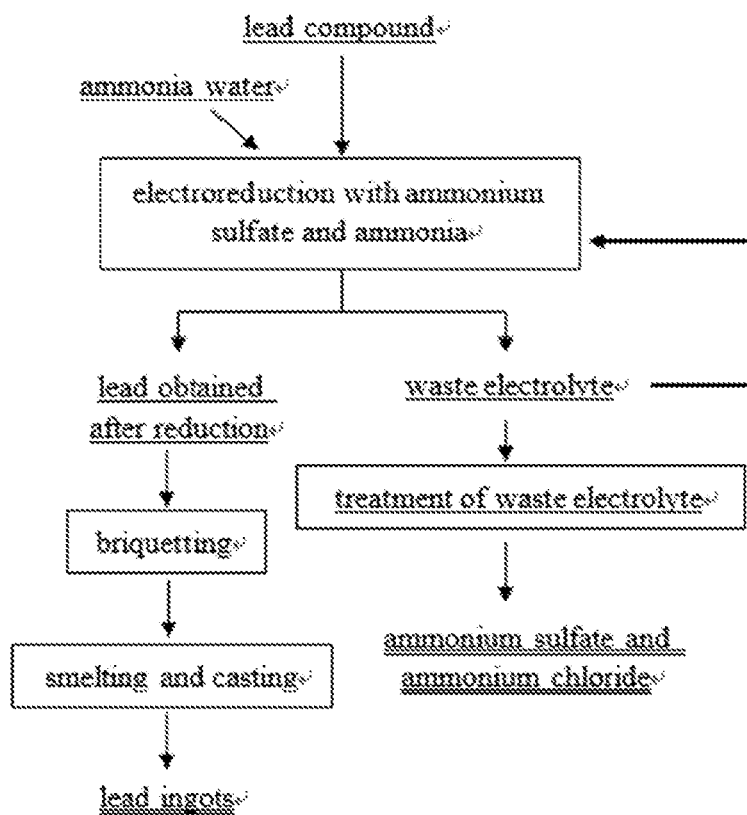 lead compound
ammonia water
electroreduction with ammonium
sulfate and ammonia
lead obtained
after reduction
waste electrolyte
treatment of waste electrolyte
briquetting
ammonium sulfate and
ammonium chloride
smelting and casting
lead ingots